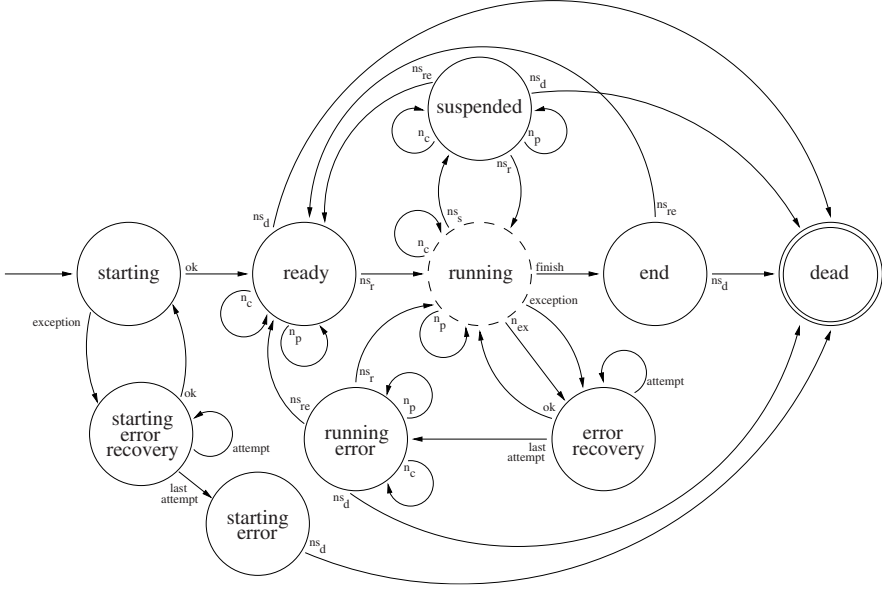 ns re
ns d
suspended
n c
n p
ns r
ns s
ns re
ns d
n c
starting
ok
ready
ns r
running
finish
end
ns d
dead
exception
n c
n p
n p
exception
n ex
ok
ns r
starting
error
recovery
attempt
ns re
n p
running
error
n c
ok
last
attempt
error
recovery
attempt
last
attempt
ns d
starting
error
ns d